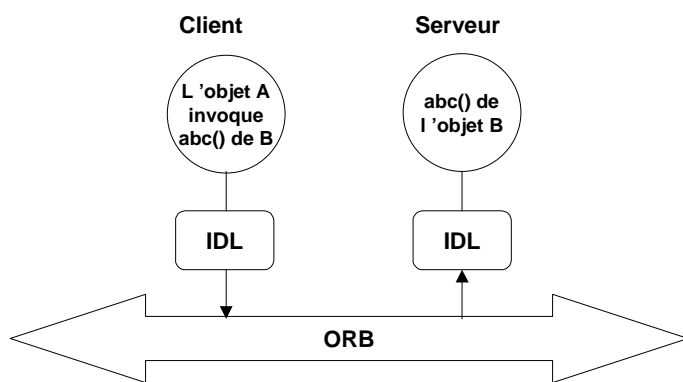 Client
Serveur
L 'objet A
invoque
abc() de B
abc() de
l 'objet B
IDL
IDL
ORB